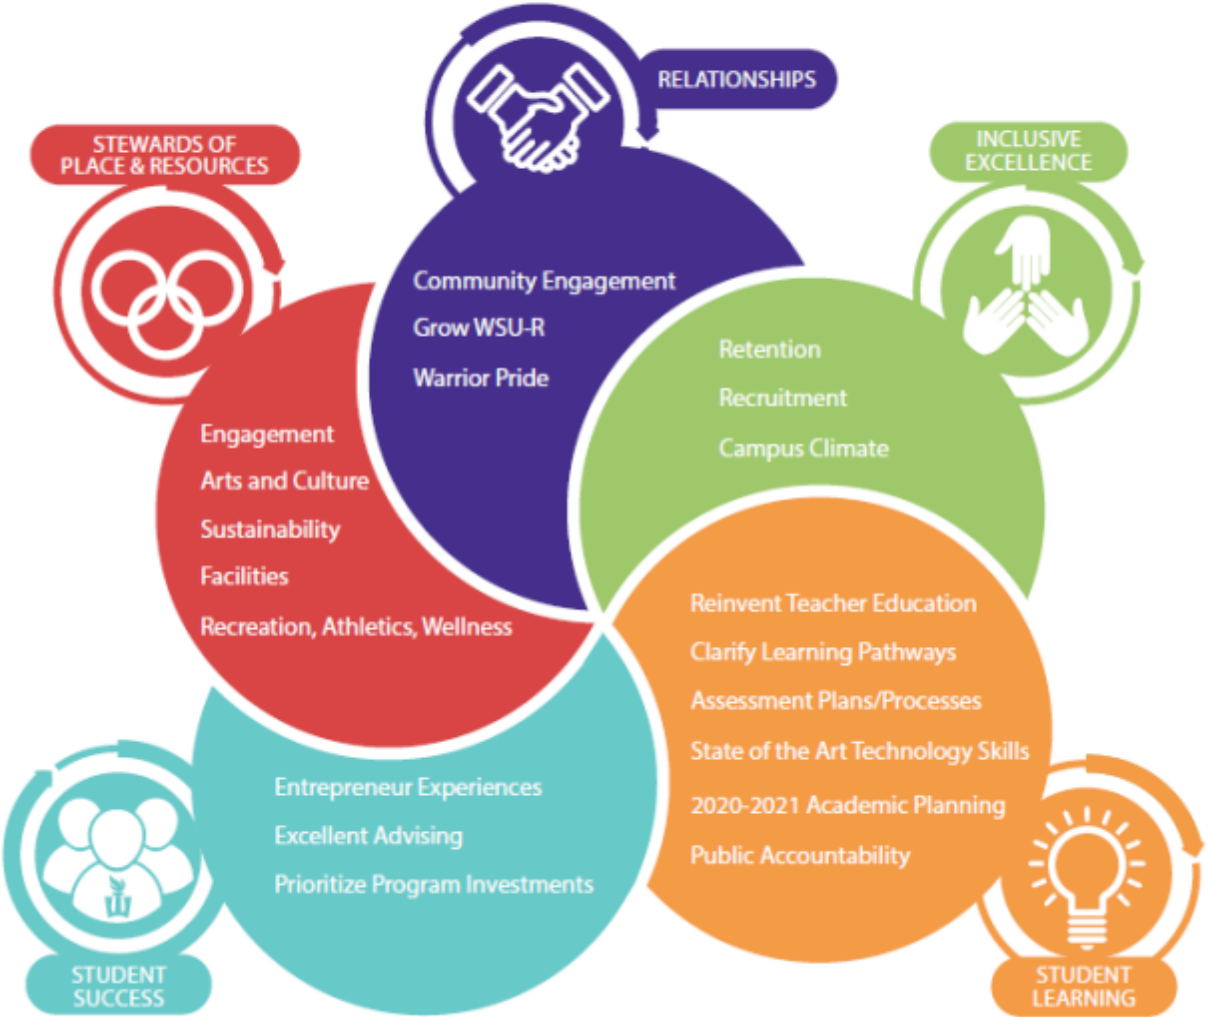 RELATIONSHIPS
Community Engagement
Grow WSU-R
Warrior Pride
INCLUSIVE
EXCELLENCE
Retention
Recruitment
Campus Climate
STUDENT
LEARNING
Reinvent Teacher Education
Clarify Learning Pathways
Assessment Plans/Processes
State of the Art Technology Skills
2020-2021 Academic Planning
Public Accountability
STUDENT
SUCCESS
Entrepreneur Experiences
Excellent Advising
Prioritize Program Investments
STEWARDS OF
PLACE & RESOURCES
Engagement
Arts and Culture
Sustainability
Facilities
Recreation, Athletics, Wellness
W